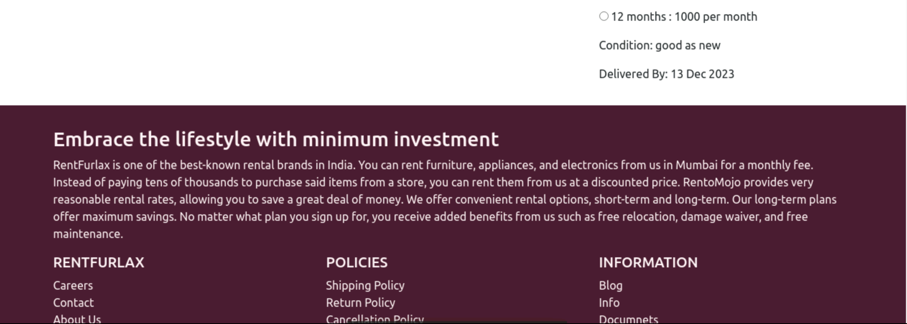 12 months : 1000 per month
Condition: good as new
Delivered By: 13 Dec 2023
Embrace the lifestyle with minimum investment
RentFurlax is one of the best-known rental brands in India. You can rent furniture, appliances, and electronics from us in Mumbai for a monthly fee.
Instead of paying tens of thousands to purchase said items from a store, you can rent them from us at a discounted price. RentoMojo provides very
reasonable rental rates, allowing you to save a great deal of money. We offer convenient rental options, short-term and long-term. Our long-term plans
offer maximum savings. No matter what plan you sign up for, you receive added benefits from us such as free relocation, damage waiver, and free
maintenance.
RENTFURLAX
Careers
Contact
About Us
POLICIES
Shipping Policy
Return Policy
Cancellation Policy
INFORMATION
Blog
Info
Documnets